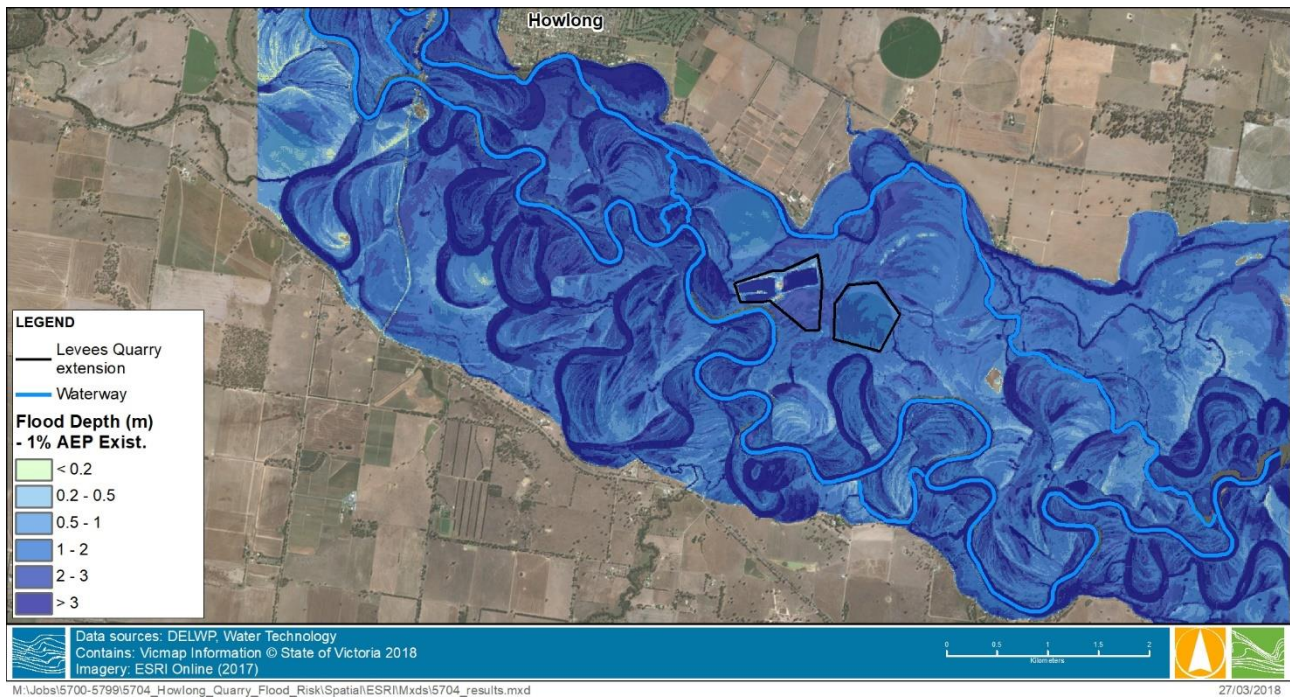 Howlong
LEGEND
Levees Quarry
extension
Waterway
Flood Depth (m)
- 1% AEP Exist.
< 0.2
0.2 - 0.5
0.5 - 1
1 - 2
2 - 3
> 3
Data sources: DELWP, Water Technology
Contains: Vicmap Information © State of Victoria 2018
Imagery: ESRI Online (2017)
0 0.5 1 1.5 2
Kilometers
M:\Jobs\5700-5799\5704_Howlong_Quarry_Flood_Risk\Spatial\ESRI\Mxds\5704_results.mxd
27/03/2018